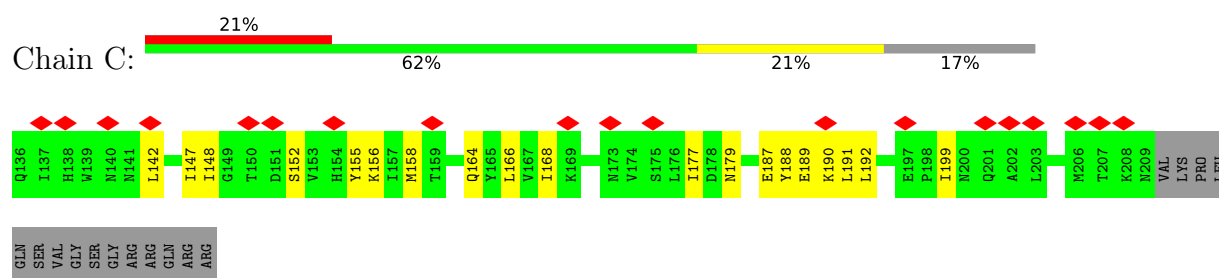 21%
Chain C:
62% 21% 17%
Q136 I137 H138 W139 N140 N141 L142 I147 I148 G149 T150 D151 S152 V153 H154 Y155 K156 I157 M158 T159 Q164 Y165 L166 V167 I168 K169 N173 V174 S175 L176 I177 D178 N179 E187 Y188 E189 K190 L191 L192 E197 P198 I199 N200 Q201 A202 L203 M206 T207 K208 N209 VAL LYS PRO LEU
GLN SER VAL GLY SER GLY ARG ARG GLN ARG ARG